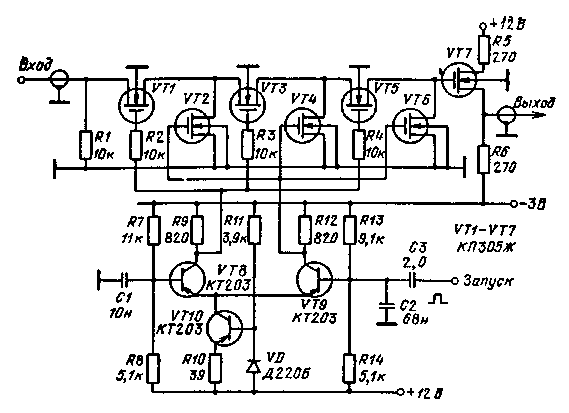 +12В
Вход
VT1
VT2
VT3
VT4
VT5
VT6
VT7
R5
270
Выход
R1
10к
R2
10к
R3
10к
R4
10к
R6
270
-3В
R7
11к
R9
820
R11
3,9к
R12
820
R13
9,1к
VT1-VT7
КП305Ж
C3
2,0
Запуск
C1
10н
VT8
КТ203
VT9
КТ203
C2
68н
VT10
КТ203
R8
5,1к
R10
39
VD
Д220Б
R14
5,1к
+12В